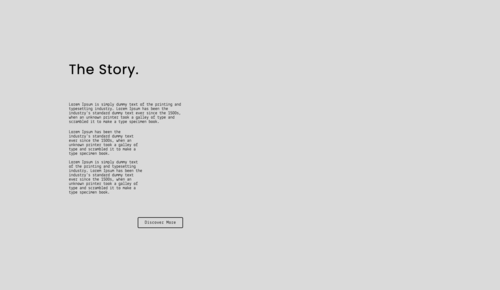 The Story.
Lorem Ipsum is simply dummy text of the printing and
typesetting industry. Lorem Ipsum has been the
industry's standard dummy text ever since the 1500s,
when an unknown printer took a galley of type and
scrambled it to make a type specimen book.
Lorem Ipsum has been the
industry's standard dummy text
ever since the 1500s, when an
unknown printer took a galley of
type and scrambled it to make a
type specimen book.
Lorem Ipsum is simply dummy text
of the printing and typesetting
industry. Lorem Ipsum has been the
industry's standard dummy text
ever since the 1500s, when an
unknown printer took a galley of
type and scrambled it to make a
type specimen book.
Discover More